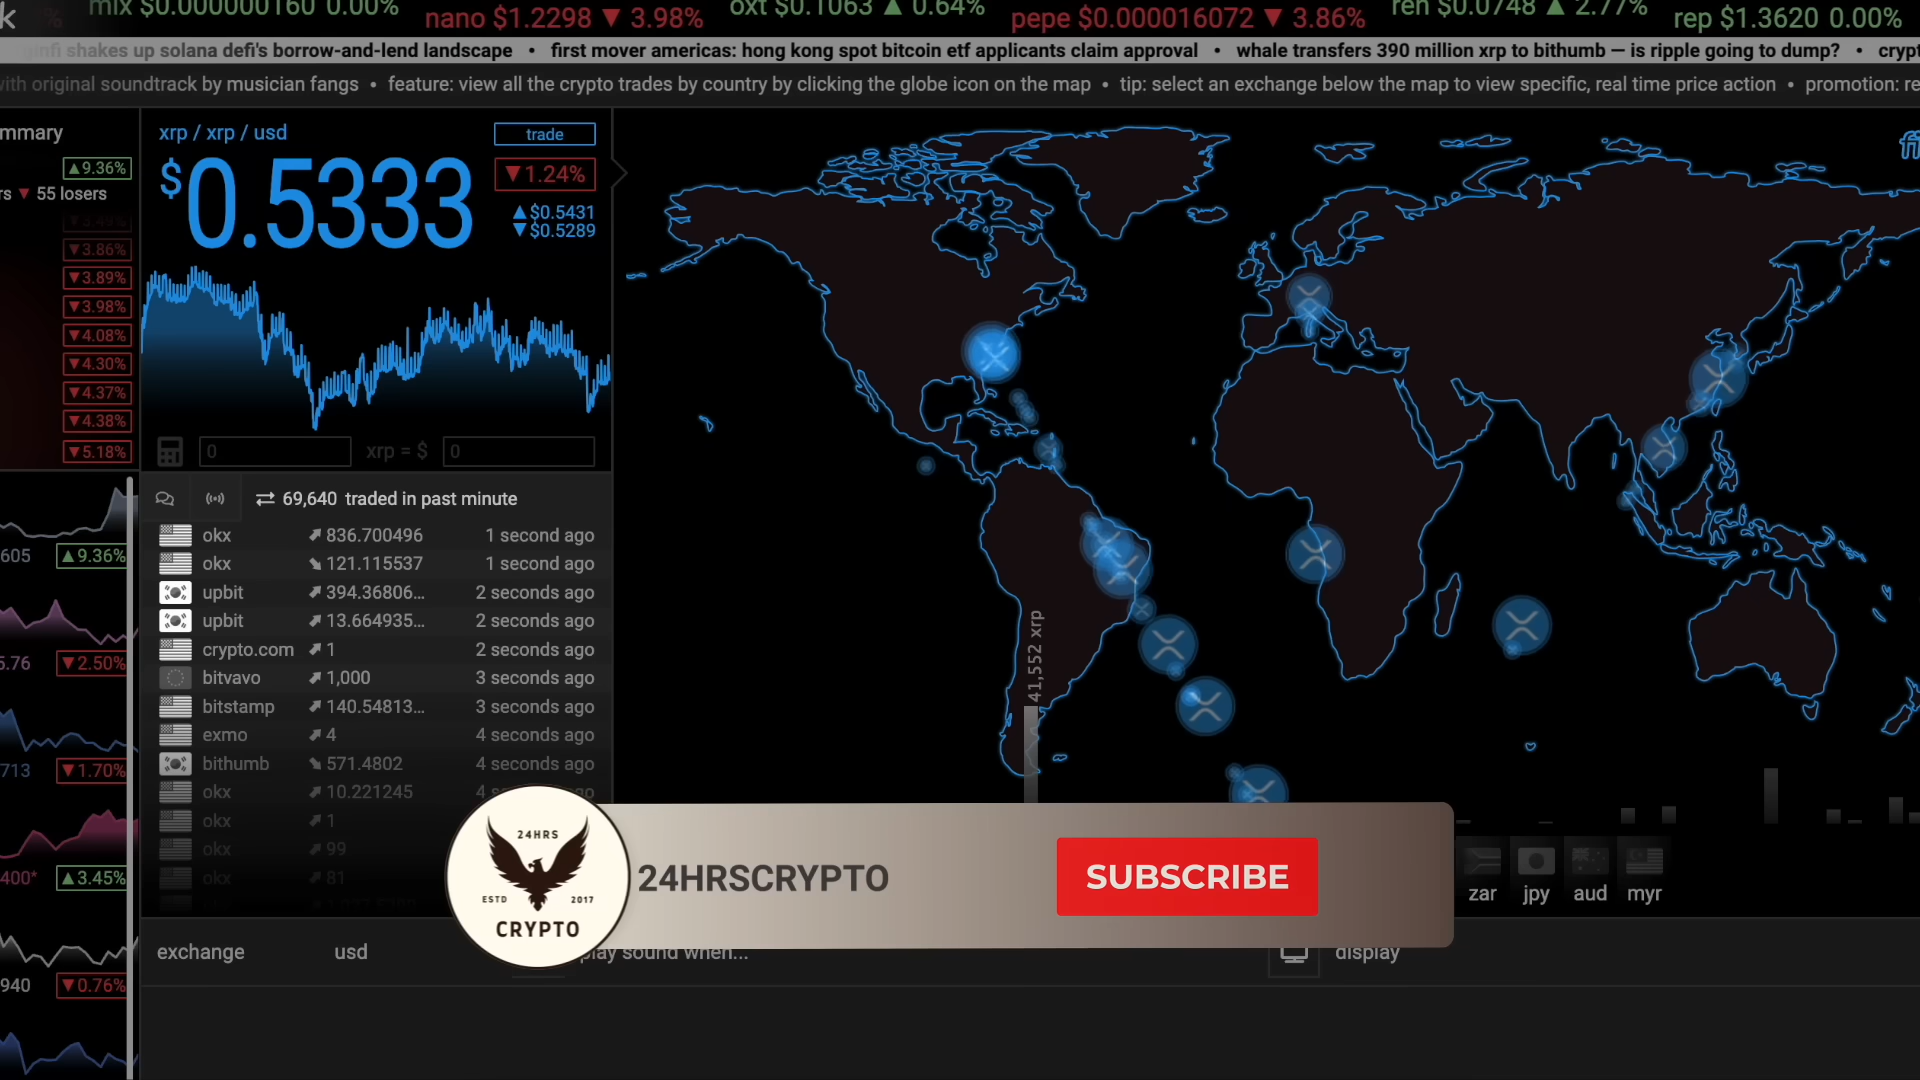 k
mix $0.000000160 0.00%
nano $1.2298 ▼ 3.98%
oxt $0.1063 ▲ 0.64%
pepe $0.000016072 ▼ 3.86%
ren $0.0748 ▲ 2.77%
rep $1.3620 0.00%
shakes up solana defi's borrow-and-lend landscape • first mover americas: hong kong spot bitcoin etf applicants claim approval • whale transfers 390 million xrp to bithumb — is ripple going to dump? • crypt
with original soundtrack by musician fangs • feature: view all the crypto trades by country by clicking the globe icon on the map • tip: select an exchange below the map to view specific, real time price action • promotion: re
mmary
▲9.36%
rs ▼ 55 losers
▼3.49%
▼3.86%
▼3.89%
▼3.98%
▼4.08%
▼4.30%
▼4.37%
▼4.38%
▼5.18%
605 ▲9.36%
5.76 ▼2.50%
713 ▼1.70%
400* ▲3.45%
940 ▼0.76%
xrp / xrp / usd
trade
$0.5333
▼1.24%
▲$0.5431
▼$0.5289
0 xrp = $ 0
69,640 traded in past minute
okx 836.700496 1 second ago
okx 121.115537 1 second ago
upbit 394.36806... 2 seconds ago
upbit 13.664935... 2 seconds ago
crypto.com 1 2 seconds ago
bitvavo 1,000 3 seconds ago
bitstamp 140.54813... 3 seconds ago
exmo 4 4 seconds ago
bithumb 571.4802 4 seconds ago
okx 10.221245 4 s
okx 1
okx 99
okx 81
41,552 xrp
24HRS
ESTD 2017
CRYPTO
24HRSCRYPTO
SUBSCRIBE
zar jpy aud myr
exchange usd play sound when... display